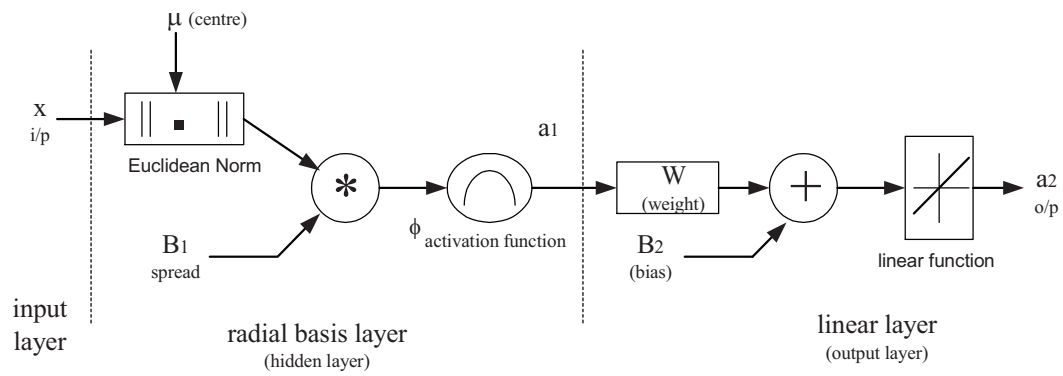 μ (centre)
x
i/p
|| . ||
Euclidean Norm
*
B1
spread
a1
ϕ activation function
W
(weight)
+
B2
(bias)
a2
o/p
linear function
input
layer
radial basis layer
(hidden layer)
linear layer
(output layer)